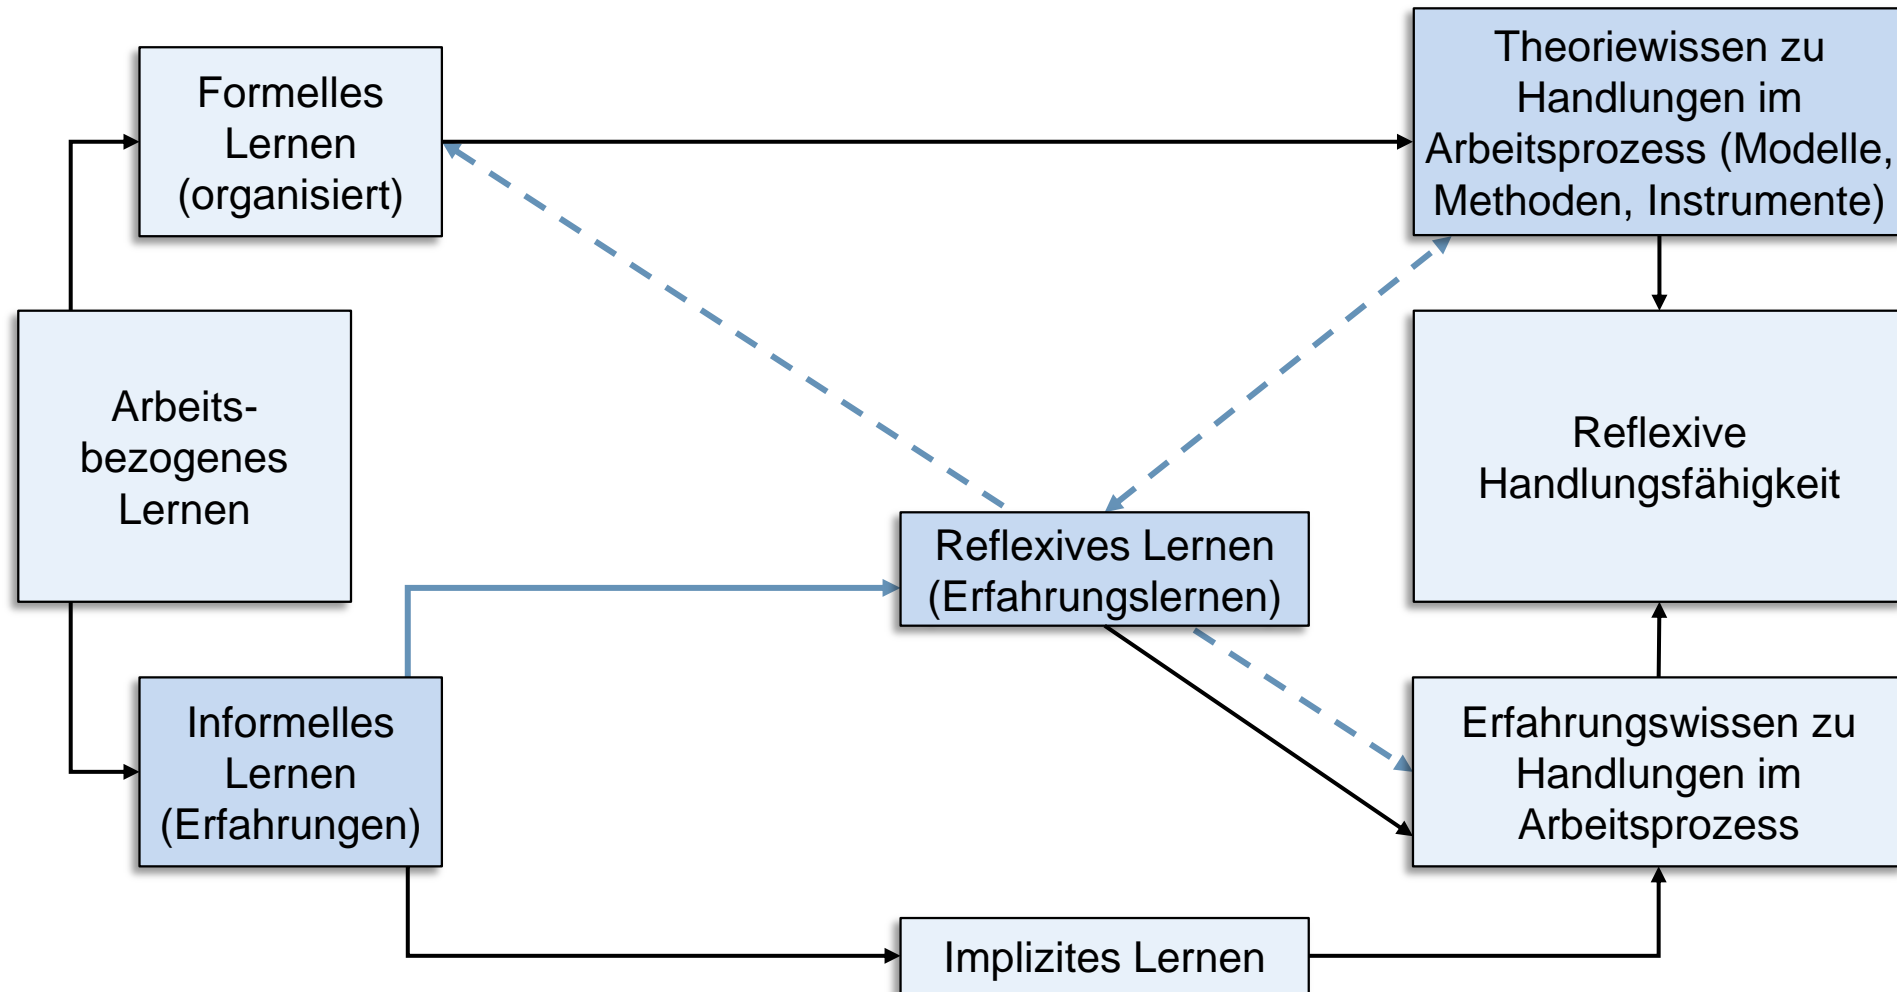 Formelles
Lernen
(organisiert)
Theoriewissen zu
Handlungen im
Arbeitsprozess (Modelle,
Methoden, Instrumente)
Arbeits-
bezogenes
Lernen
Reflexive
Handlungsfähigkeit
Reflexives Lernen
(Erfahrungslernen)
Informelles
Lernen
(Erfahrungen)
Erfahrungswissen zu
Handlungen im
Arbeitsprozess
Implizites Lernen